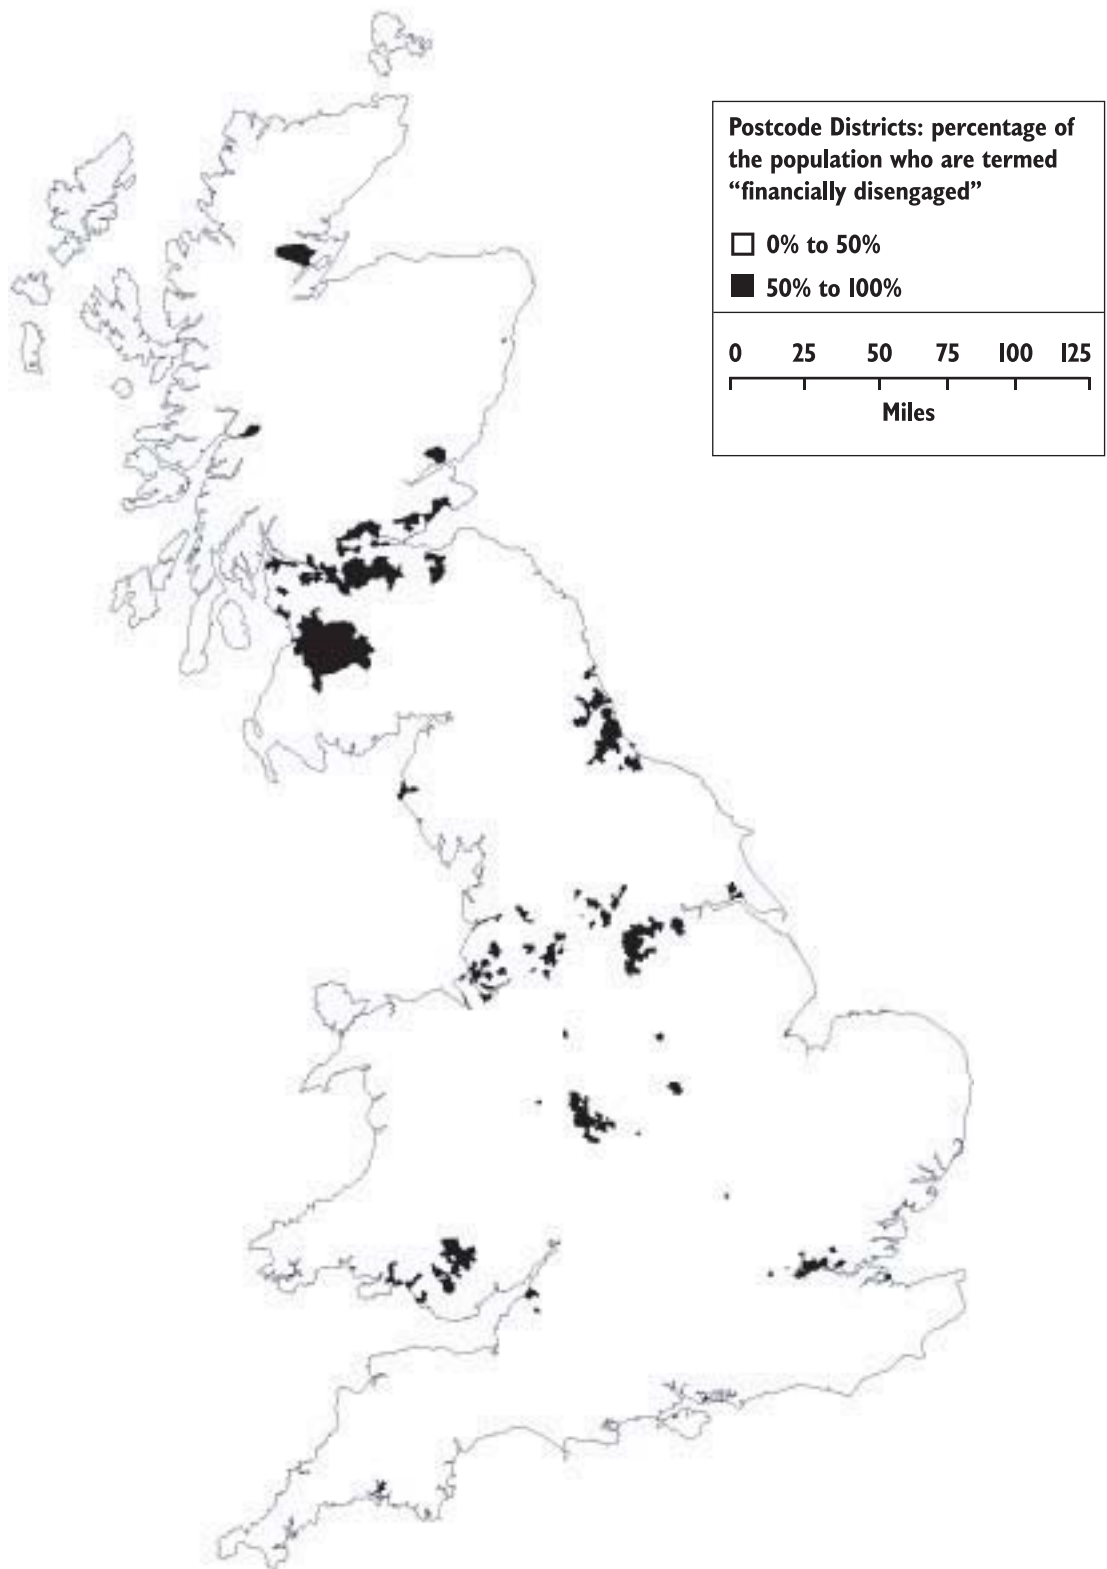 Postcode Districts: percentage of
the population who are termed
“financially disengaged”
0% to 50%
50% to 100%
0 25 50 75 100 125
Miles